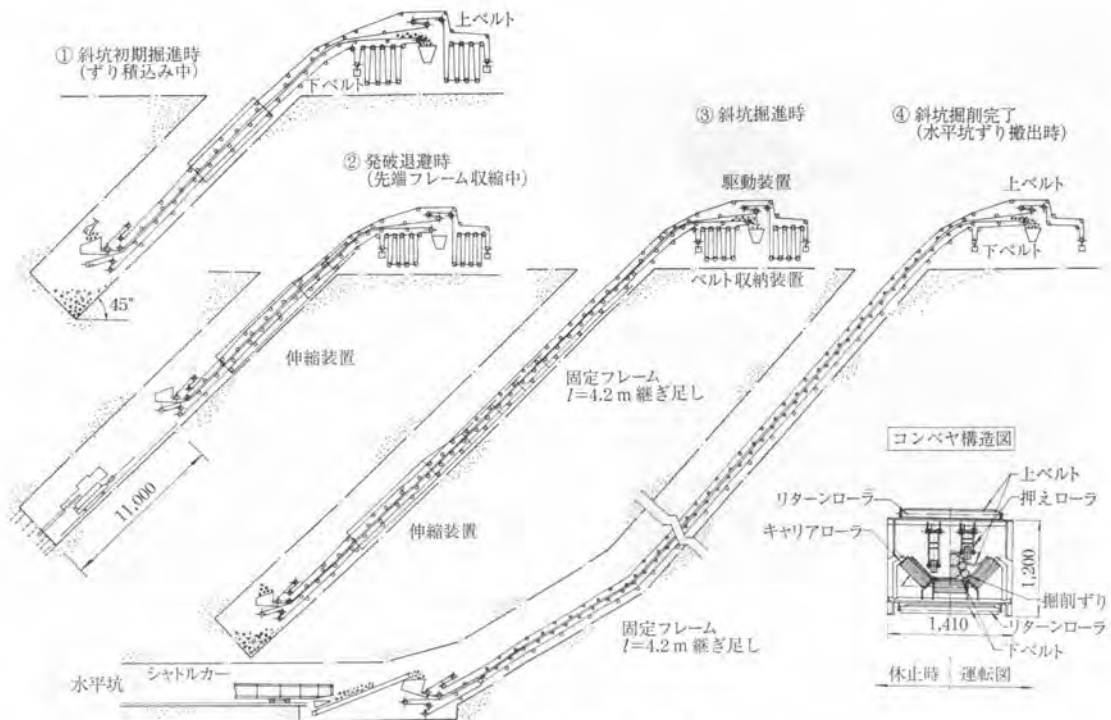 ① 斜坑初期掘進時
(ずり積込み中)
上ベルト
下ベルト
45°
② 発破退避時
(先端フレーム収縮中)
伸縮装置
11,000
③ 斜坑掘進時
駆動装置
ベルト収納装置
固定フレーム
l=4.2 m 継ぎ足し
伸縮装置
④ 斜坑掘削完了
(水平坑ずり搬出時)
上ベルト
下ベルト
固定フレーム
l=4.2 m 継ぎ足し
水平坑
シャトルカー
コンベヤ構造図
上ベルト
リターンローラ
押えローラ
キャリアローラ
1,200
掘削ずり
1,410
リターンローラ
下ベルト
休止時
運転図